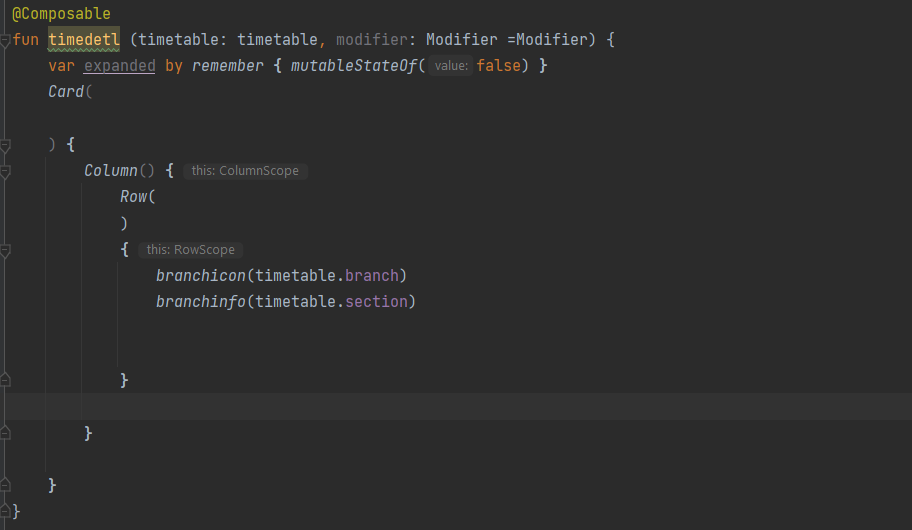 @Composable
fun timedetl (timetable: timetable, modifier: Modifier =Modifier) {
var expanded by remember { mutableStateOf( value: false) }
Card(
) {
Column() { this: ColumnScope
Row(
)
{ this: RowScope
branchicon(timetable.branch)
branchinfo(timetable.section)
}
}
}
}